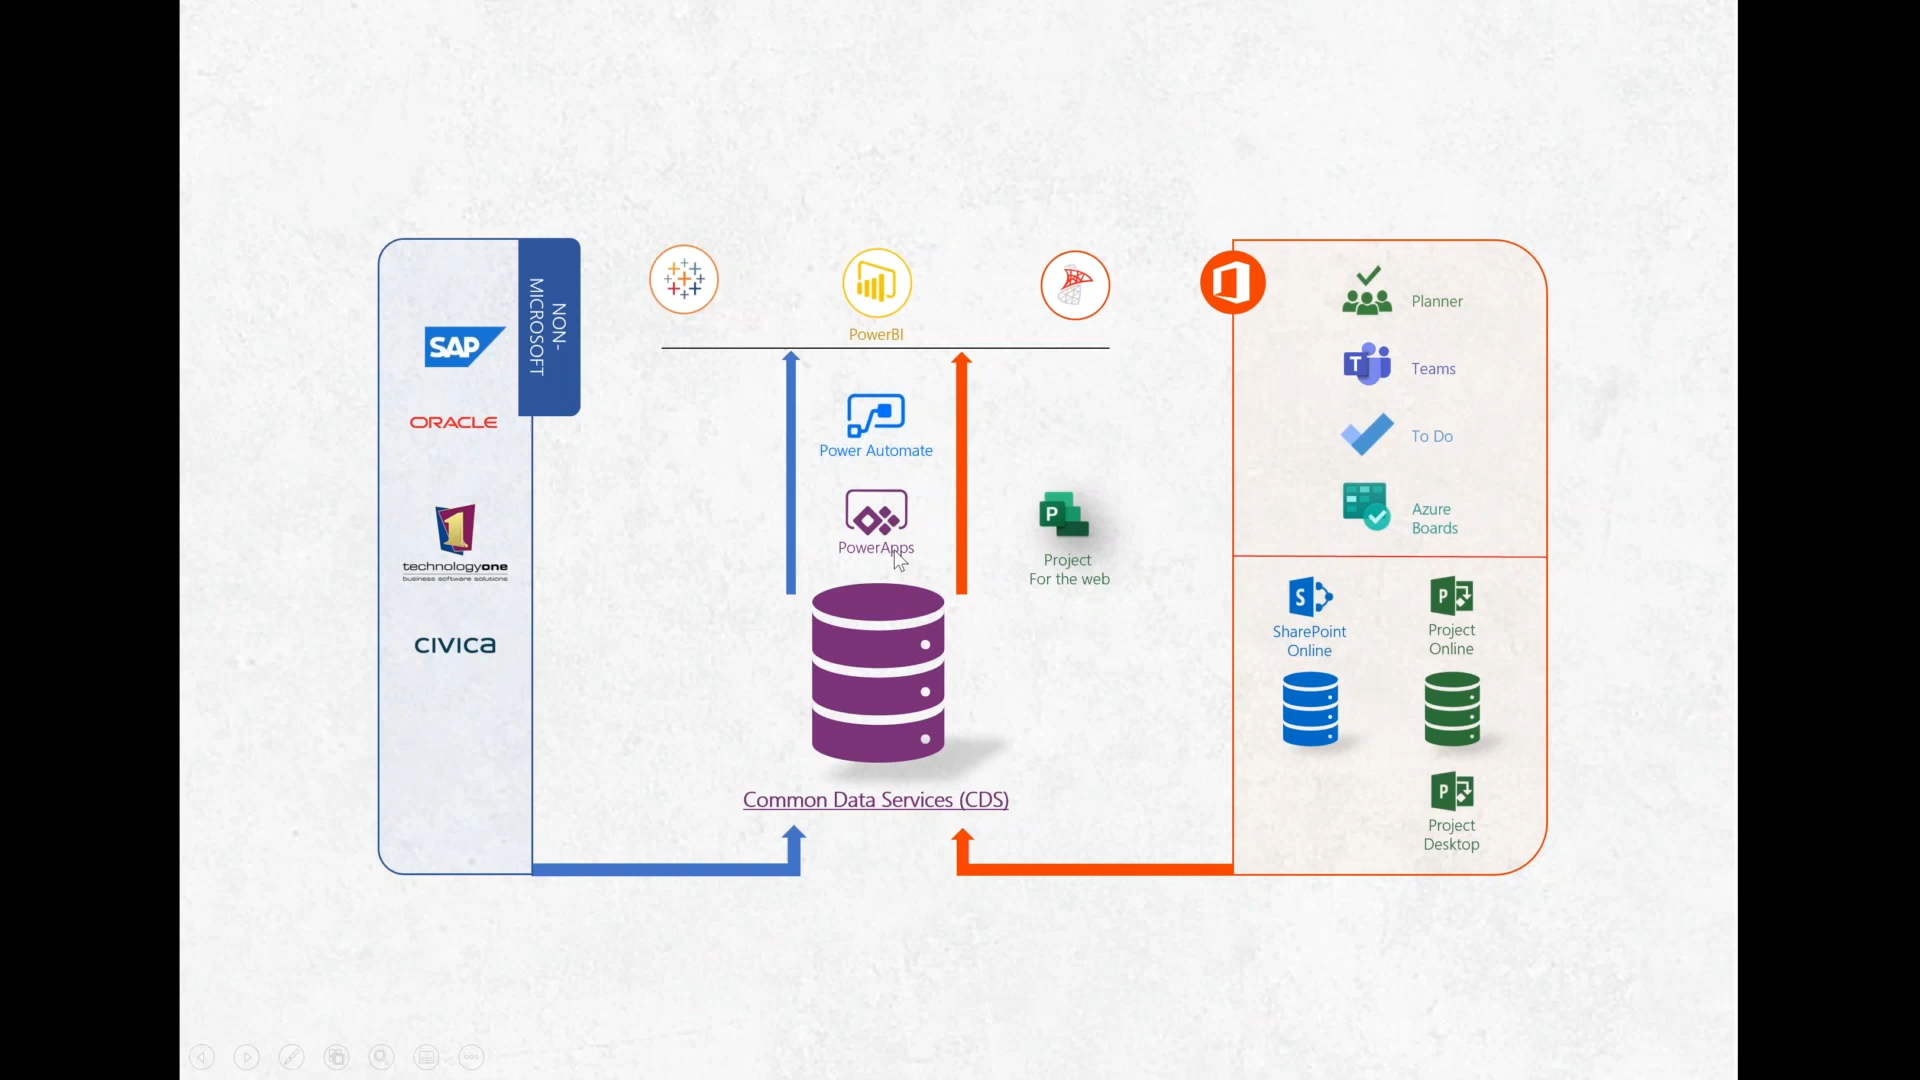 NON-
MICROSOFT
SAP
ORACLE
1
technologyone
business software solutions
CIVICA
PowerBI
Power Automate
PowerApps
P
Project
For the web
Common Data Services (CDS)
Planner
T
Teams
To Do
Azure
Boards
S
SharePoint
Online
P
Project
Online
P
Project
Desktop